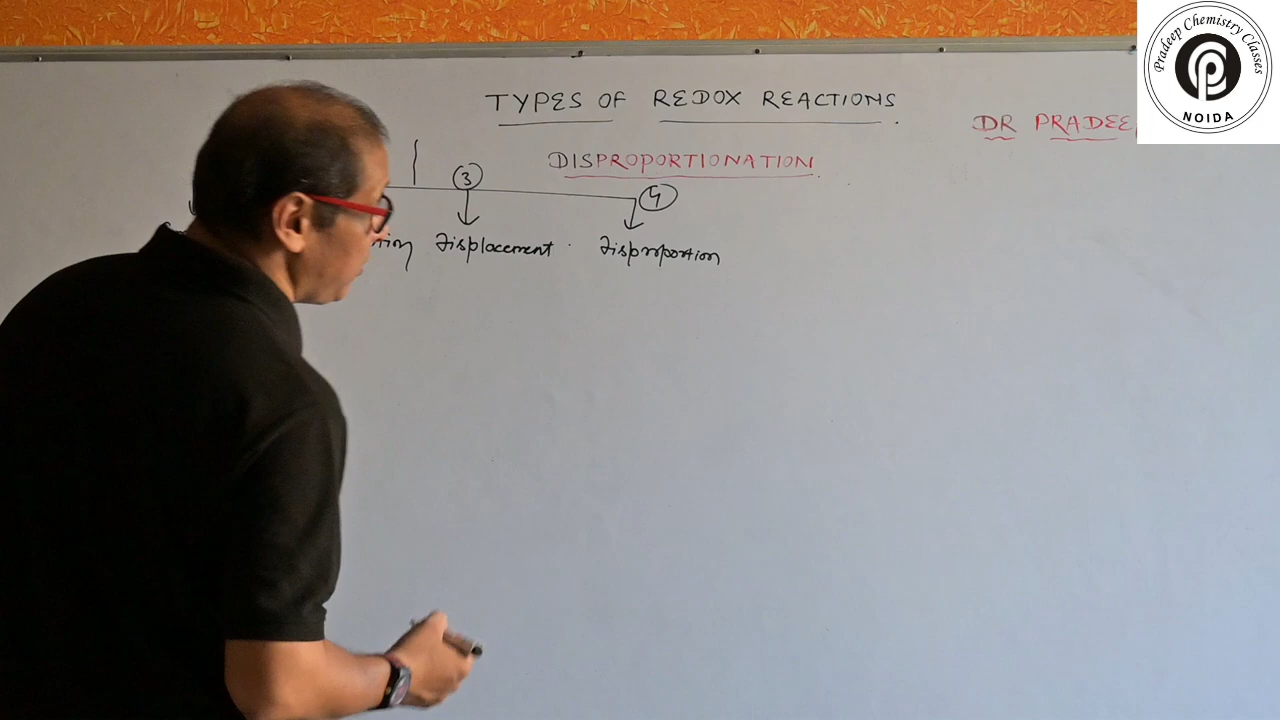 TYPES OF REDOX REACTIONS.
DR PRADEE
DISPROPORTIONATION.
3
4
Displacement.
Disproportion
Pradeep Chemistry Classes
NOIDA